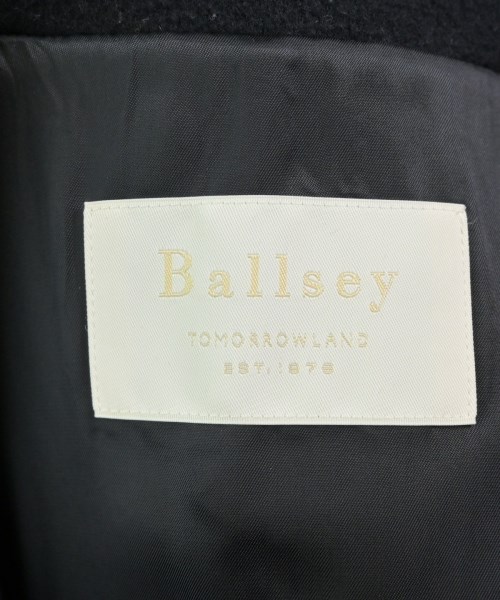 Ballsey
TOMORROWLAND
EST. 1978